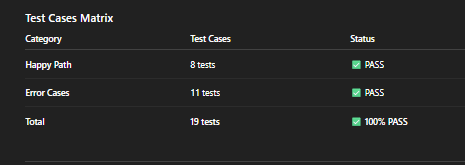 Test Cases Matrix
Category Test Cases Status
Happy Path 8 tests ✅ PASS
Error Cases 11 tests ✅ PASS
Total 19 tests ✅ 100% PASS